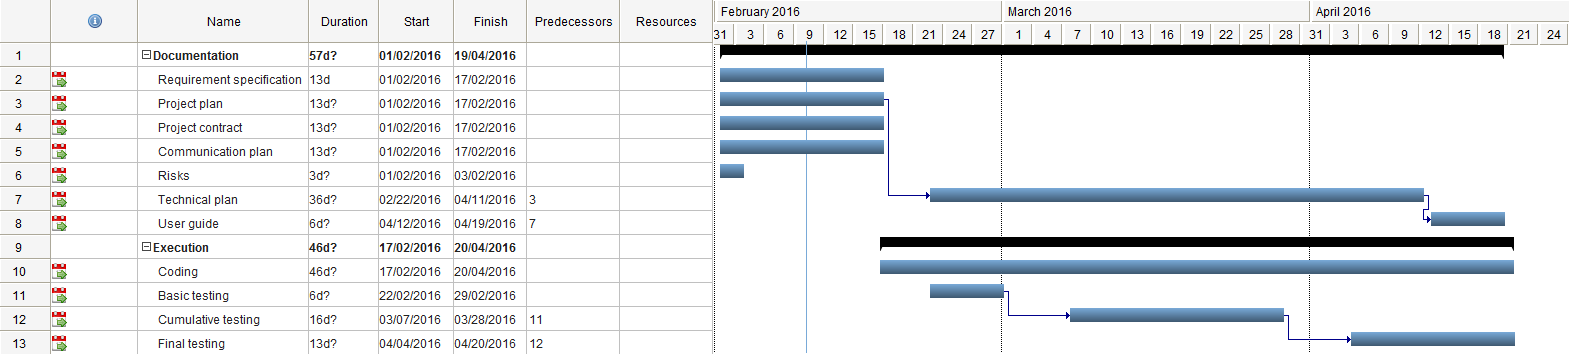 Name Duration Start Finish Predecessors Resources
February 2016 March 2016 April 2016
31 3 6 9 12 15 18 21 24 27 1 4 7 10 13 16 19 22 25 28 31 3 6 9 12 15 18 21 24
1 Documentation 57d? 01/02/2016 19/04/2016
2 Requirement specification 13d 01/02/2016 17/02/2016
3 Project plan 13d? 01/02/2016 17/02/2016
4 Project contract 13d? 01/02/2016 17/02/2016
5 Communication plan 13d? 01/02/2016 17/02/2016
6 Risks 3d? 01/02/2016 03/02/2016
7 Technical plan 36d? 02/22/2016 04/11/2016 3
8 User guide 6d? 04/12/2016 04/19/2016 7
9 Execution 46d? 17/02/2016 20/04/2016
10 Coding 46d? 17/02/2016 20/04/2016
11 Basic testing 6d? 22/02/2016 29/02/2016
12 Cumulative testing 16d? 03/07/2016 03/28/2016 11
13 Final testing 13d? 04/04/2016 04/20/2016 12